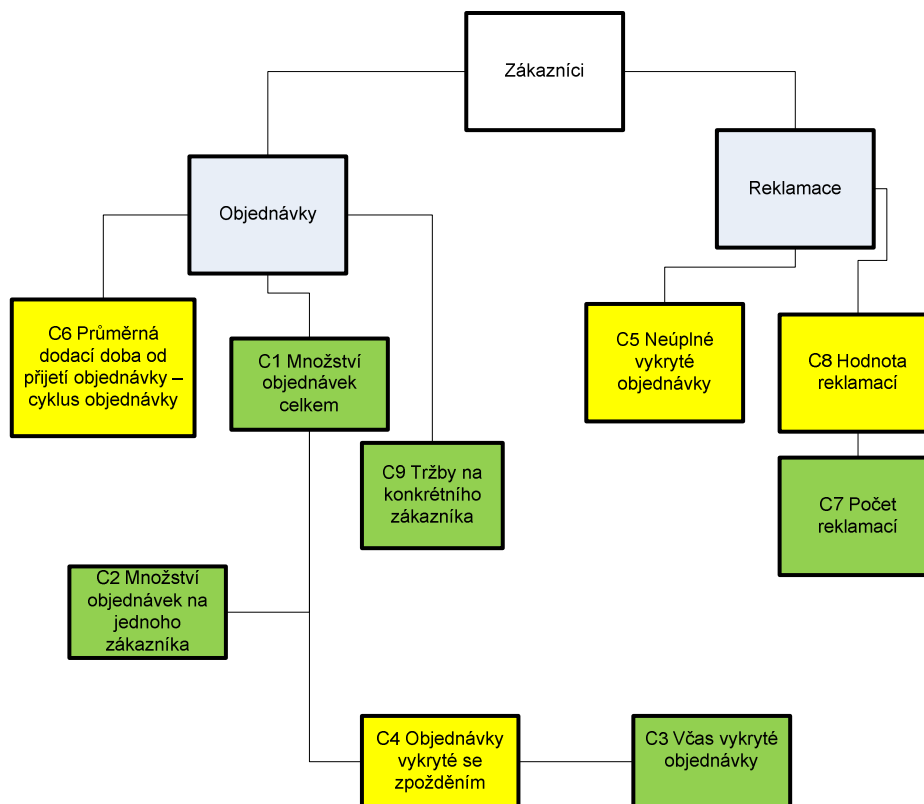 Zákazníci
Objednávky
Reklamace
C6 Průměrná
dodací doba od
přijetí objednávky –
cyklus objednávky
C1 Množství
objednávek
celkem
C5 Neúplné
vykryté
objednávky
C8 Hodnota
reklamací
C9 Tržby na
konkrétního
zákazníka
C7 Počet
reklamací
C2 Množství
objednávek na
jednoho
zákazníka
C4 Objednávky
vykryté se
zpožděním
C3 Včas vykryté
objednávky